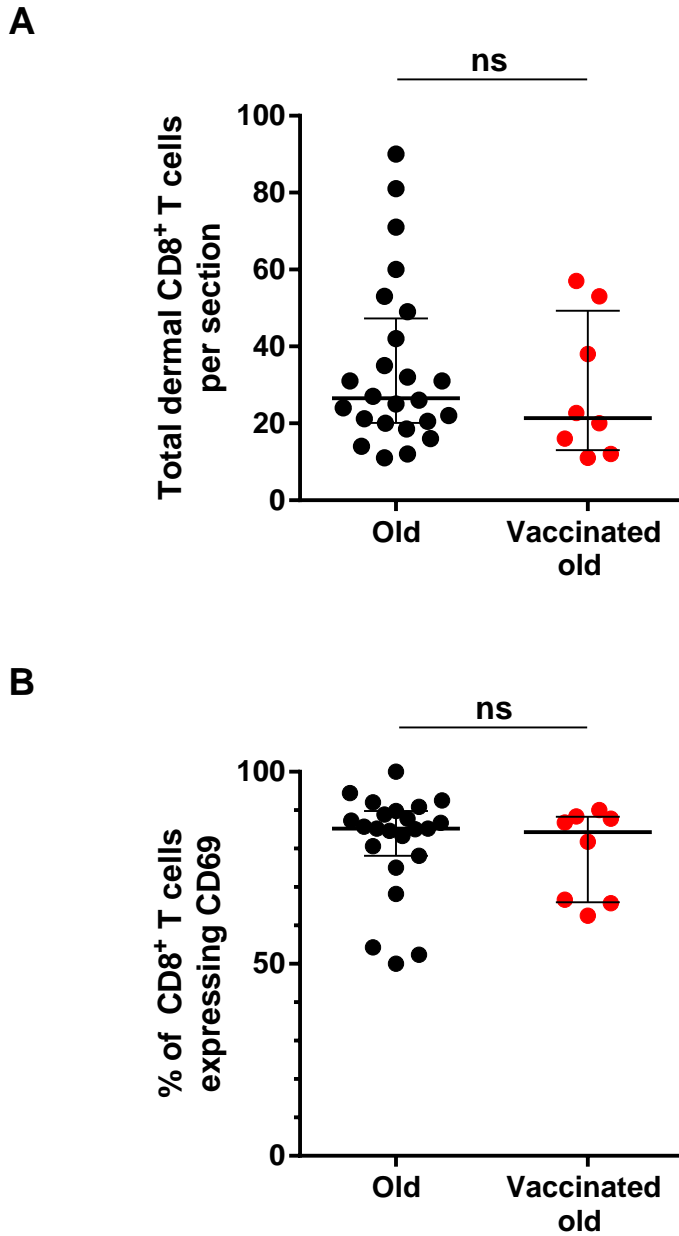 A
ns
Total dermal CD8⁺ T cells
per section
100
80
60
40
20
0
Old
Vaccinated
old
B
ns
% of CD8⁺ T cells
expressing CD69
100
50
0
Old
Vaccinated
old